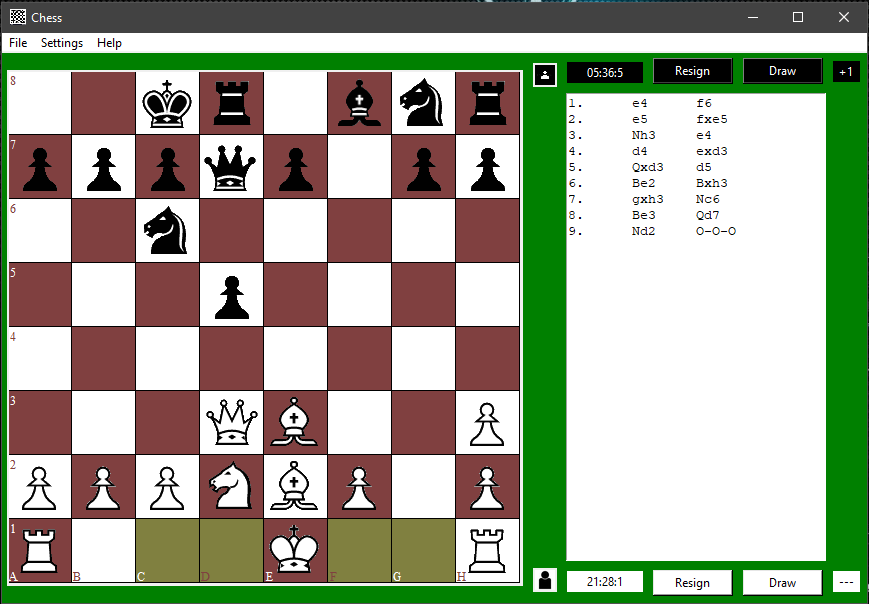 Chess
File Settings Help
8
7
6
5
4
3
2
1
A B C D E F G H
05:36:5 Resign Draw +1
1. e4 f6
2. e5 fxe5
3. Nh3 e4
4. d4 exd3
5. Qxd3 d5
6. Be2 Bxh3
7. gxh3 Nc6
8. Be3 Qd7
9. Nd2 O-O-O
21:28:1 Resign Draw ---